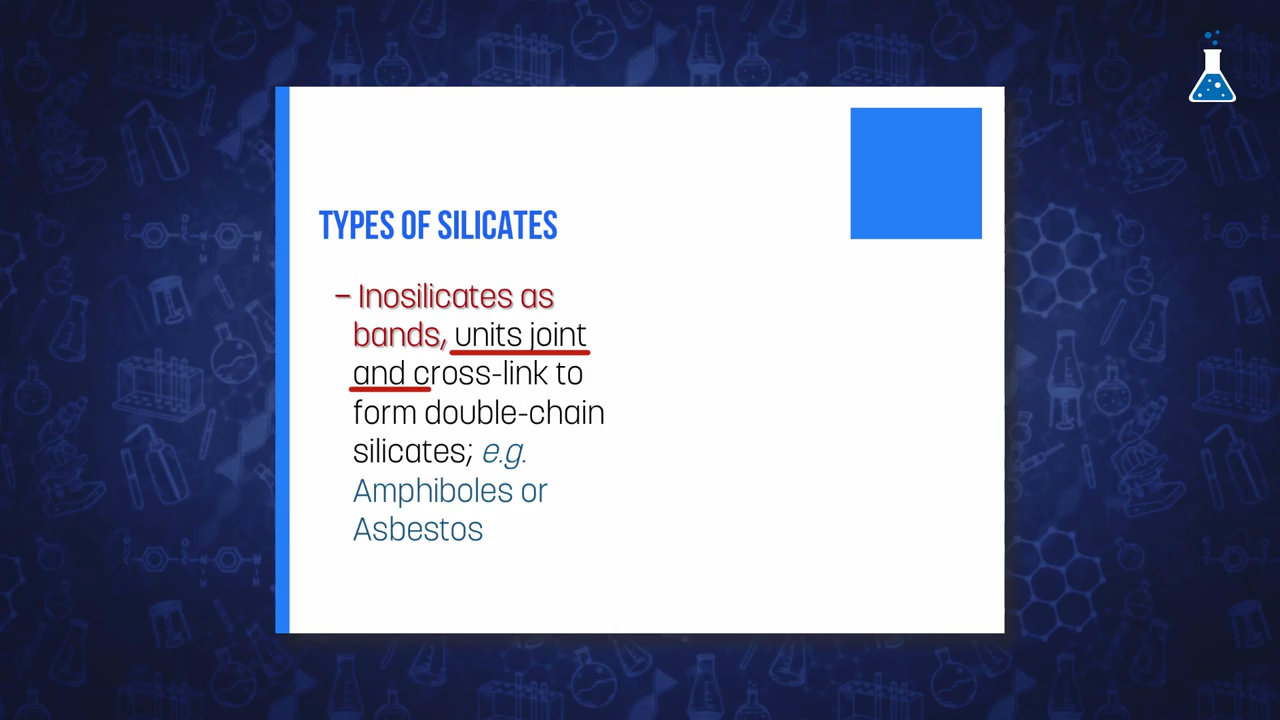 TYPES OF SILICATES
– Inosilicates as
bands, units joint
and cross-link to
form double-chain
silicates; e.g.
Amphiboles or
Asbestos